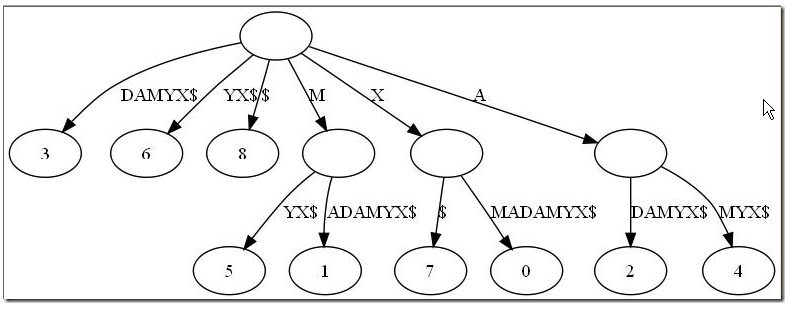 DAMYX$ YX$ $ M X A
3 6 8
YX$ ADAMYX$ $ MADAMYX$ DAMYX$ MYX$
5 1 7 0 2 4